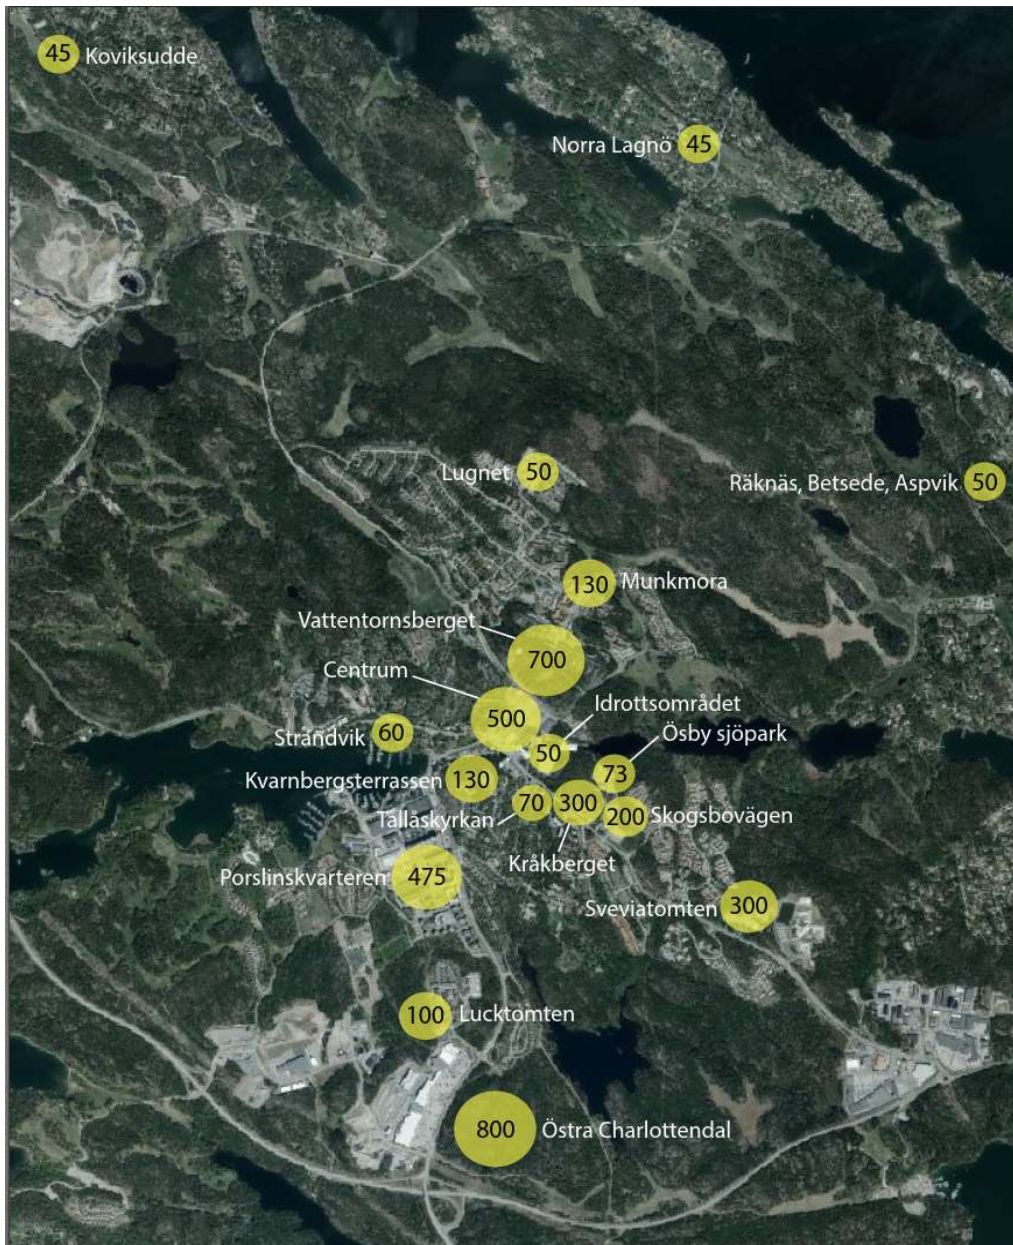 45 Koviksudde
Norra Lagnö 45
Lugnet 50
Räknäs, Betsede, Aspvik 50
130 Munkmora
Vattentornsberget
700
Centrum
500
Idrottsområdet
50
Ösby sjöpark
73
Strandvik 60
Kvarnbergsterrassen 130
Tallåskyrkan 70
300
Kråkberget
200 Skogsbovägen
Porslinskvarteren 475
Sveviatomten 300
100 Lucktomten
800 Östra Charlottendal